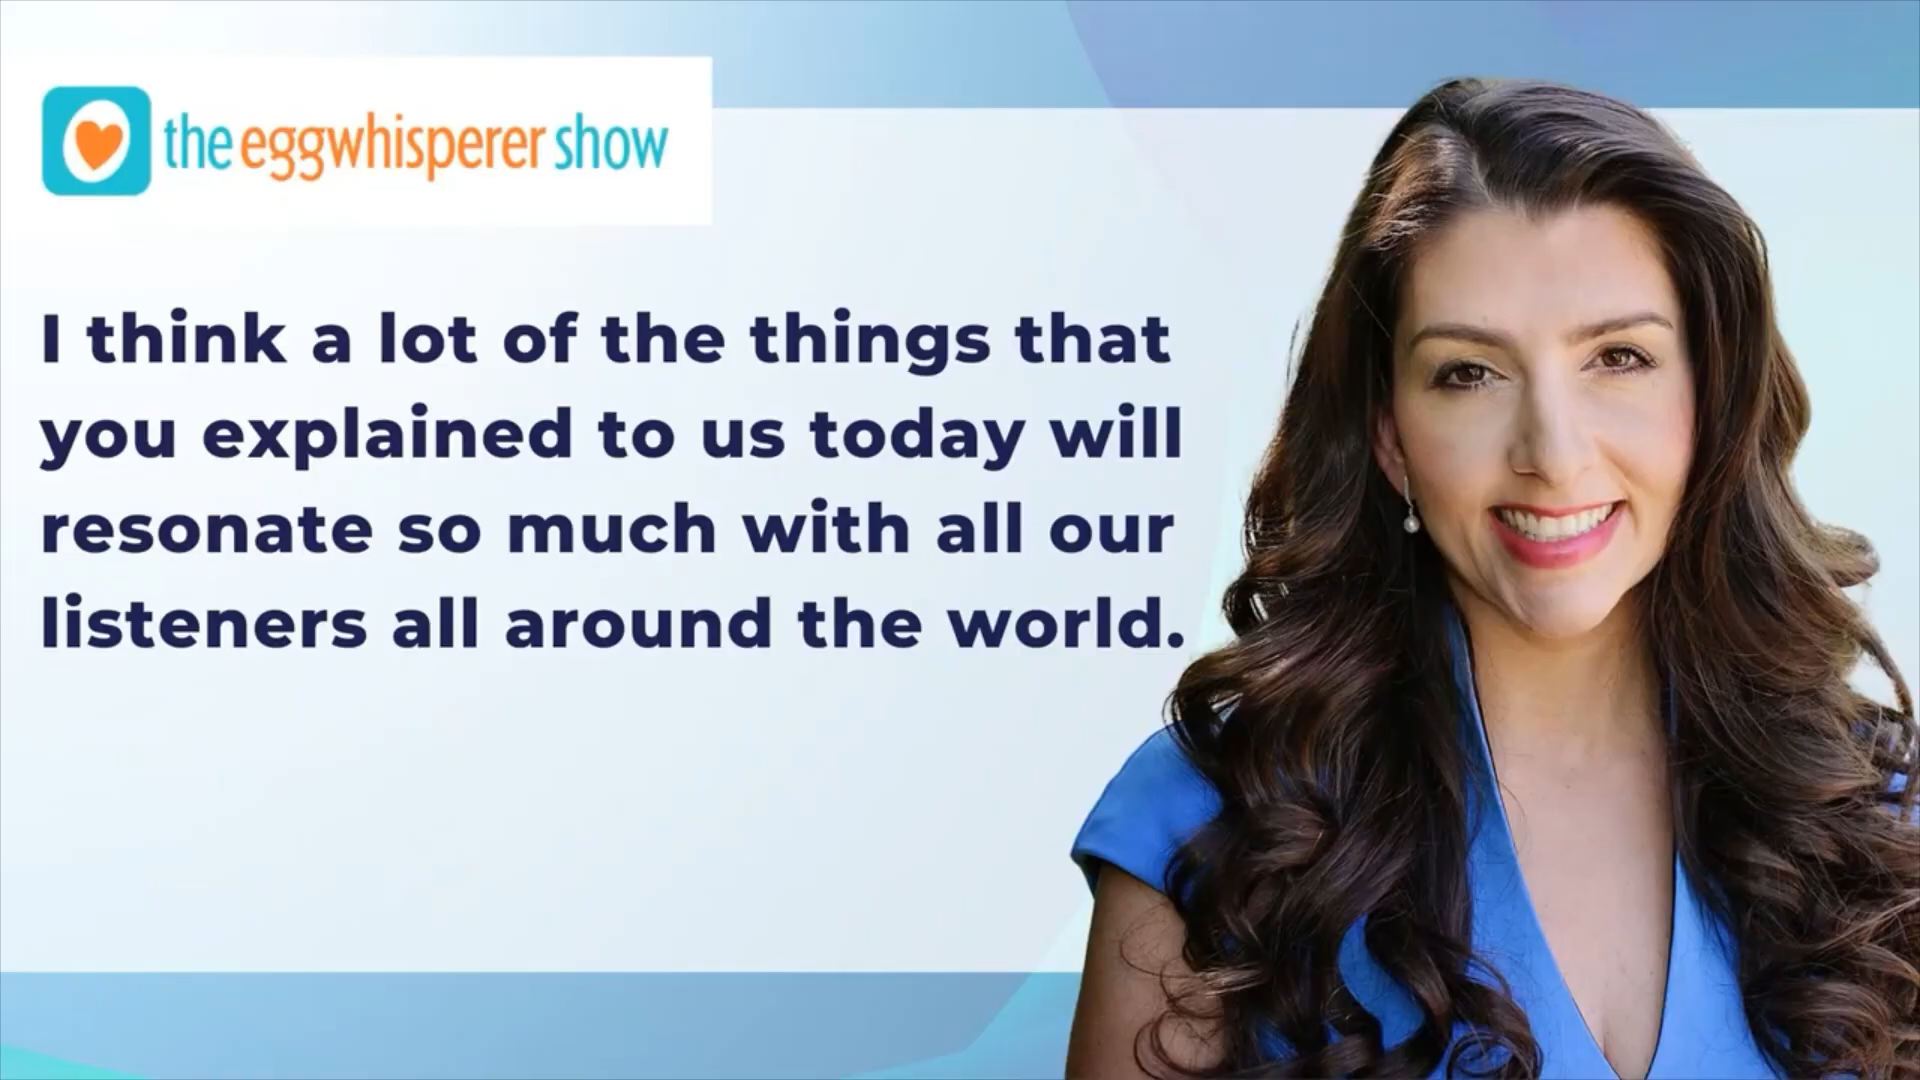 the eggwhisperer show
I think a lot of the things that
you explained to us today will
resonate so much with all our
listeners all around the world.